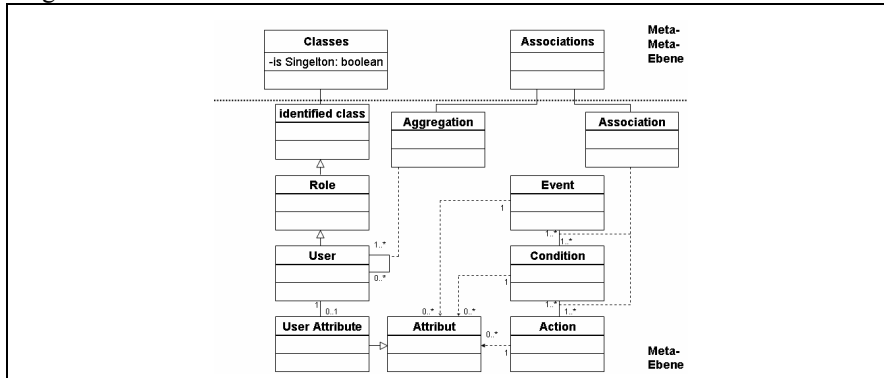 Classes
-is Singelton: boolean
Associations
Meta-
Meta-
Ebene
identified class
Aggregation
Association
Role
Event
1
1..*
1..*
User
1..*
0..*
Condition
1
1..*
1..*
1
0..1
0..*
0..*
User Attribute
Attribut
0..*
1
Action
Meta-
Ebene